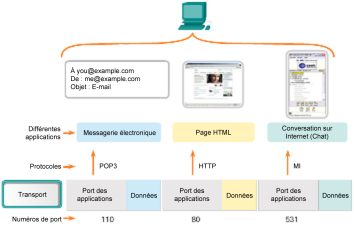 À you@example.com
De : me@example.com
Objet : E-mail
Différentes applications
Messagerie électronique
Page HTML
Conversation sur Internet (Chat)
Protocoles
POP3
HTTP
MI
Transport
Port des applications
Données
Port des applications
Données
Port des applications
Données
Numéros de port
110
80
531